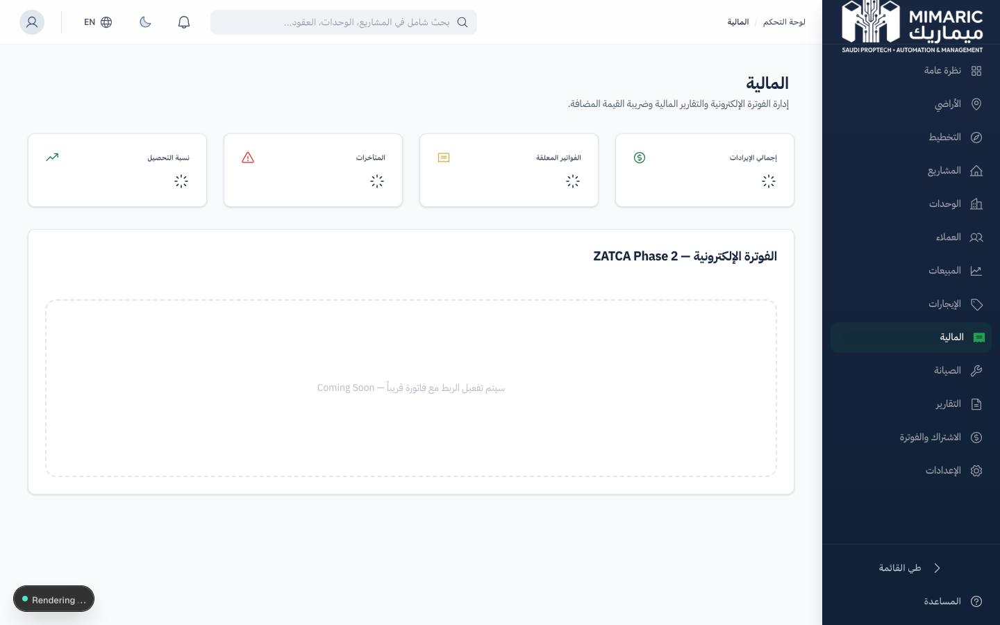 MIMARIC
ميماريك
SAUDI PROPTECH • AUTOMATION & MANAGEMENT
نظرة عامة
الأراضي
التخطيط
المشاريع
الوحدات
العملاء
المبيعات
الإيجارات
المالية
الصيانة
التقارير
الاشتراك والفوترة
الإعدادات
طي القائمة
المساعدة
لوحة التحكم / المالية
بحث شامل في المشاريع، الوحدات، العقود...
EN
المالية
إدارة الفوترة الإلكترونية والتقارير المالية وضريبة القيمة المضافة.
إجمالي الإيرادات
الفواتير المعلقة
المتأخرات
نسبة التحصيل
الفوترة الإلكترونية — ZATCA Phase 2
سيتم تفعيل الربط مع فاتورة قريباً — Coming Soon
Rendering ...